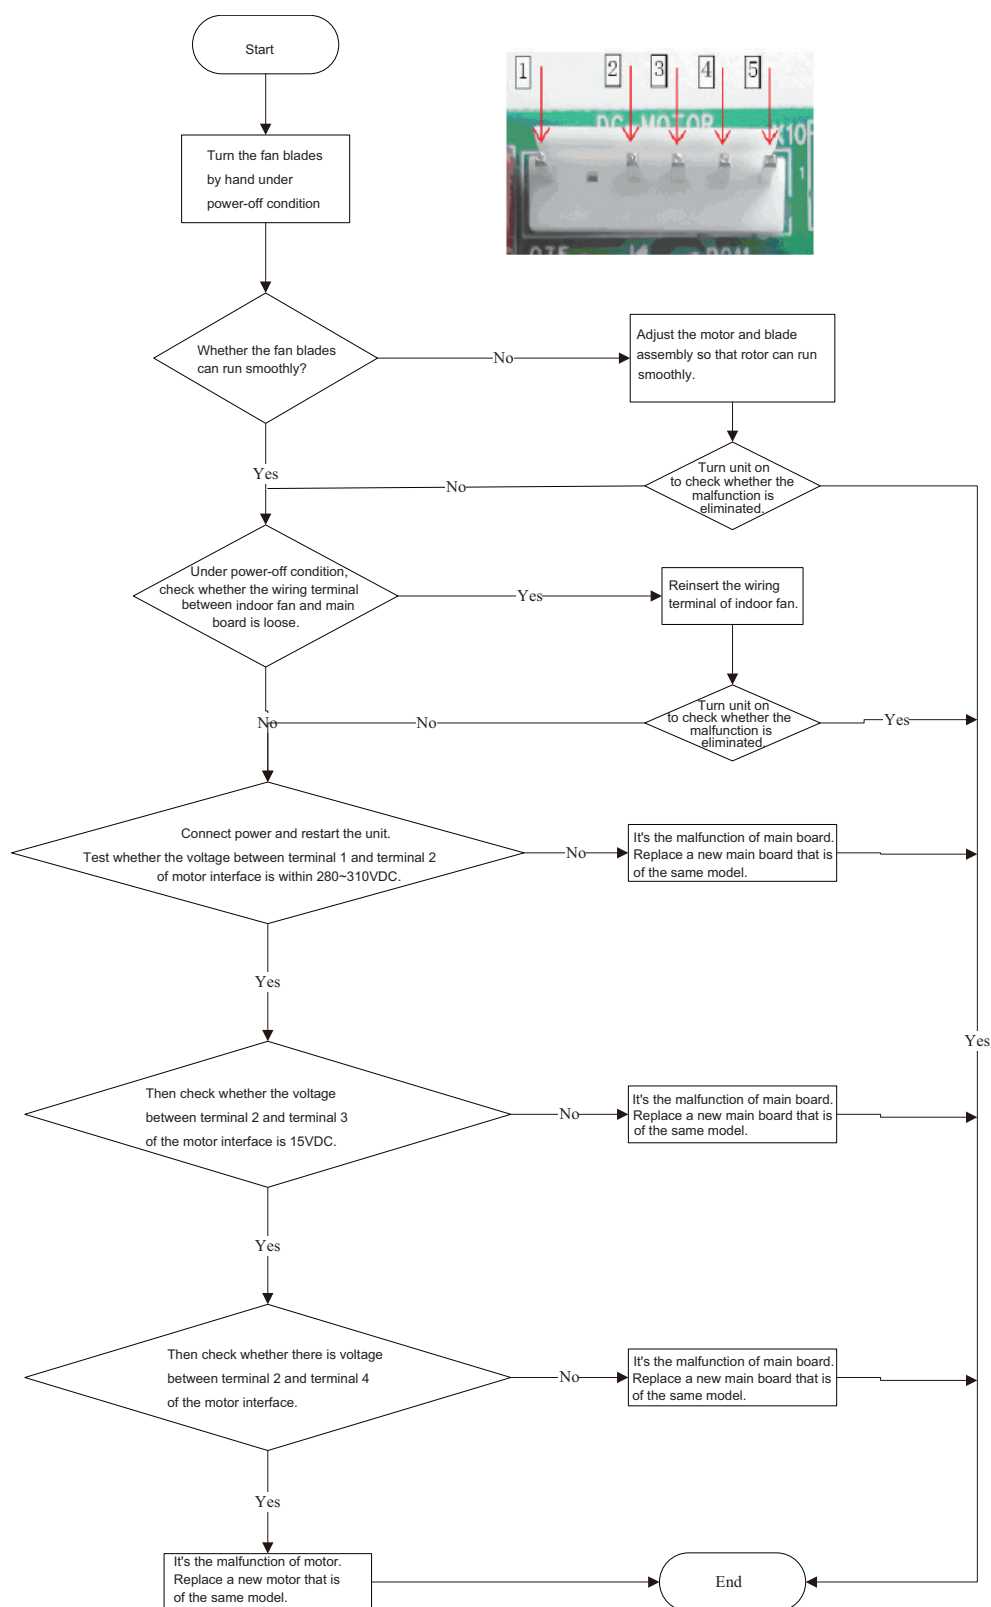 Start
1
2
3
4
5
DC MOTOR
1
Turn the fan blades
by hand under
power-off condition
Whether the fan blades
can run smoothly?
No
Adjust the motor and blade
assembly so that rotor can run
smoothly.
Yes
Turn unit on
to check whether the
malfunction is
eliminated.
No
Under power-off condition,
check whether the wiring terminal
between indoor fan and main
board is loose.
Yes
Reinsert the wiring
terminal of indoor fan.
Turn unit on
to check whether the
malfunction is
eliminated.
Yes
No
No
Connect power and restart the unit.
Test whether the voltage between terminal 1 and terminal 2
of motor interface is within 280~310VDC.
No
It's the malfunction of main board.
Replace a new main board that is
of the same model.
Yes
Yes
Then check whether the voltage
between terminal 2 and terminal 3
of the motor interface is 15VDC.
No
It's the malfunction of main board.
Replace a new main board that is
of the same model.
Yes
Then check whether there is voltage
between terminal 2 and terminal 4
of the motor interface.
No
It's the malfunction of main board.
Replace a new main board that is
of the same model.
Yes
It's the malfunction of motor.
Replace a new motor that is
of the same model.
End